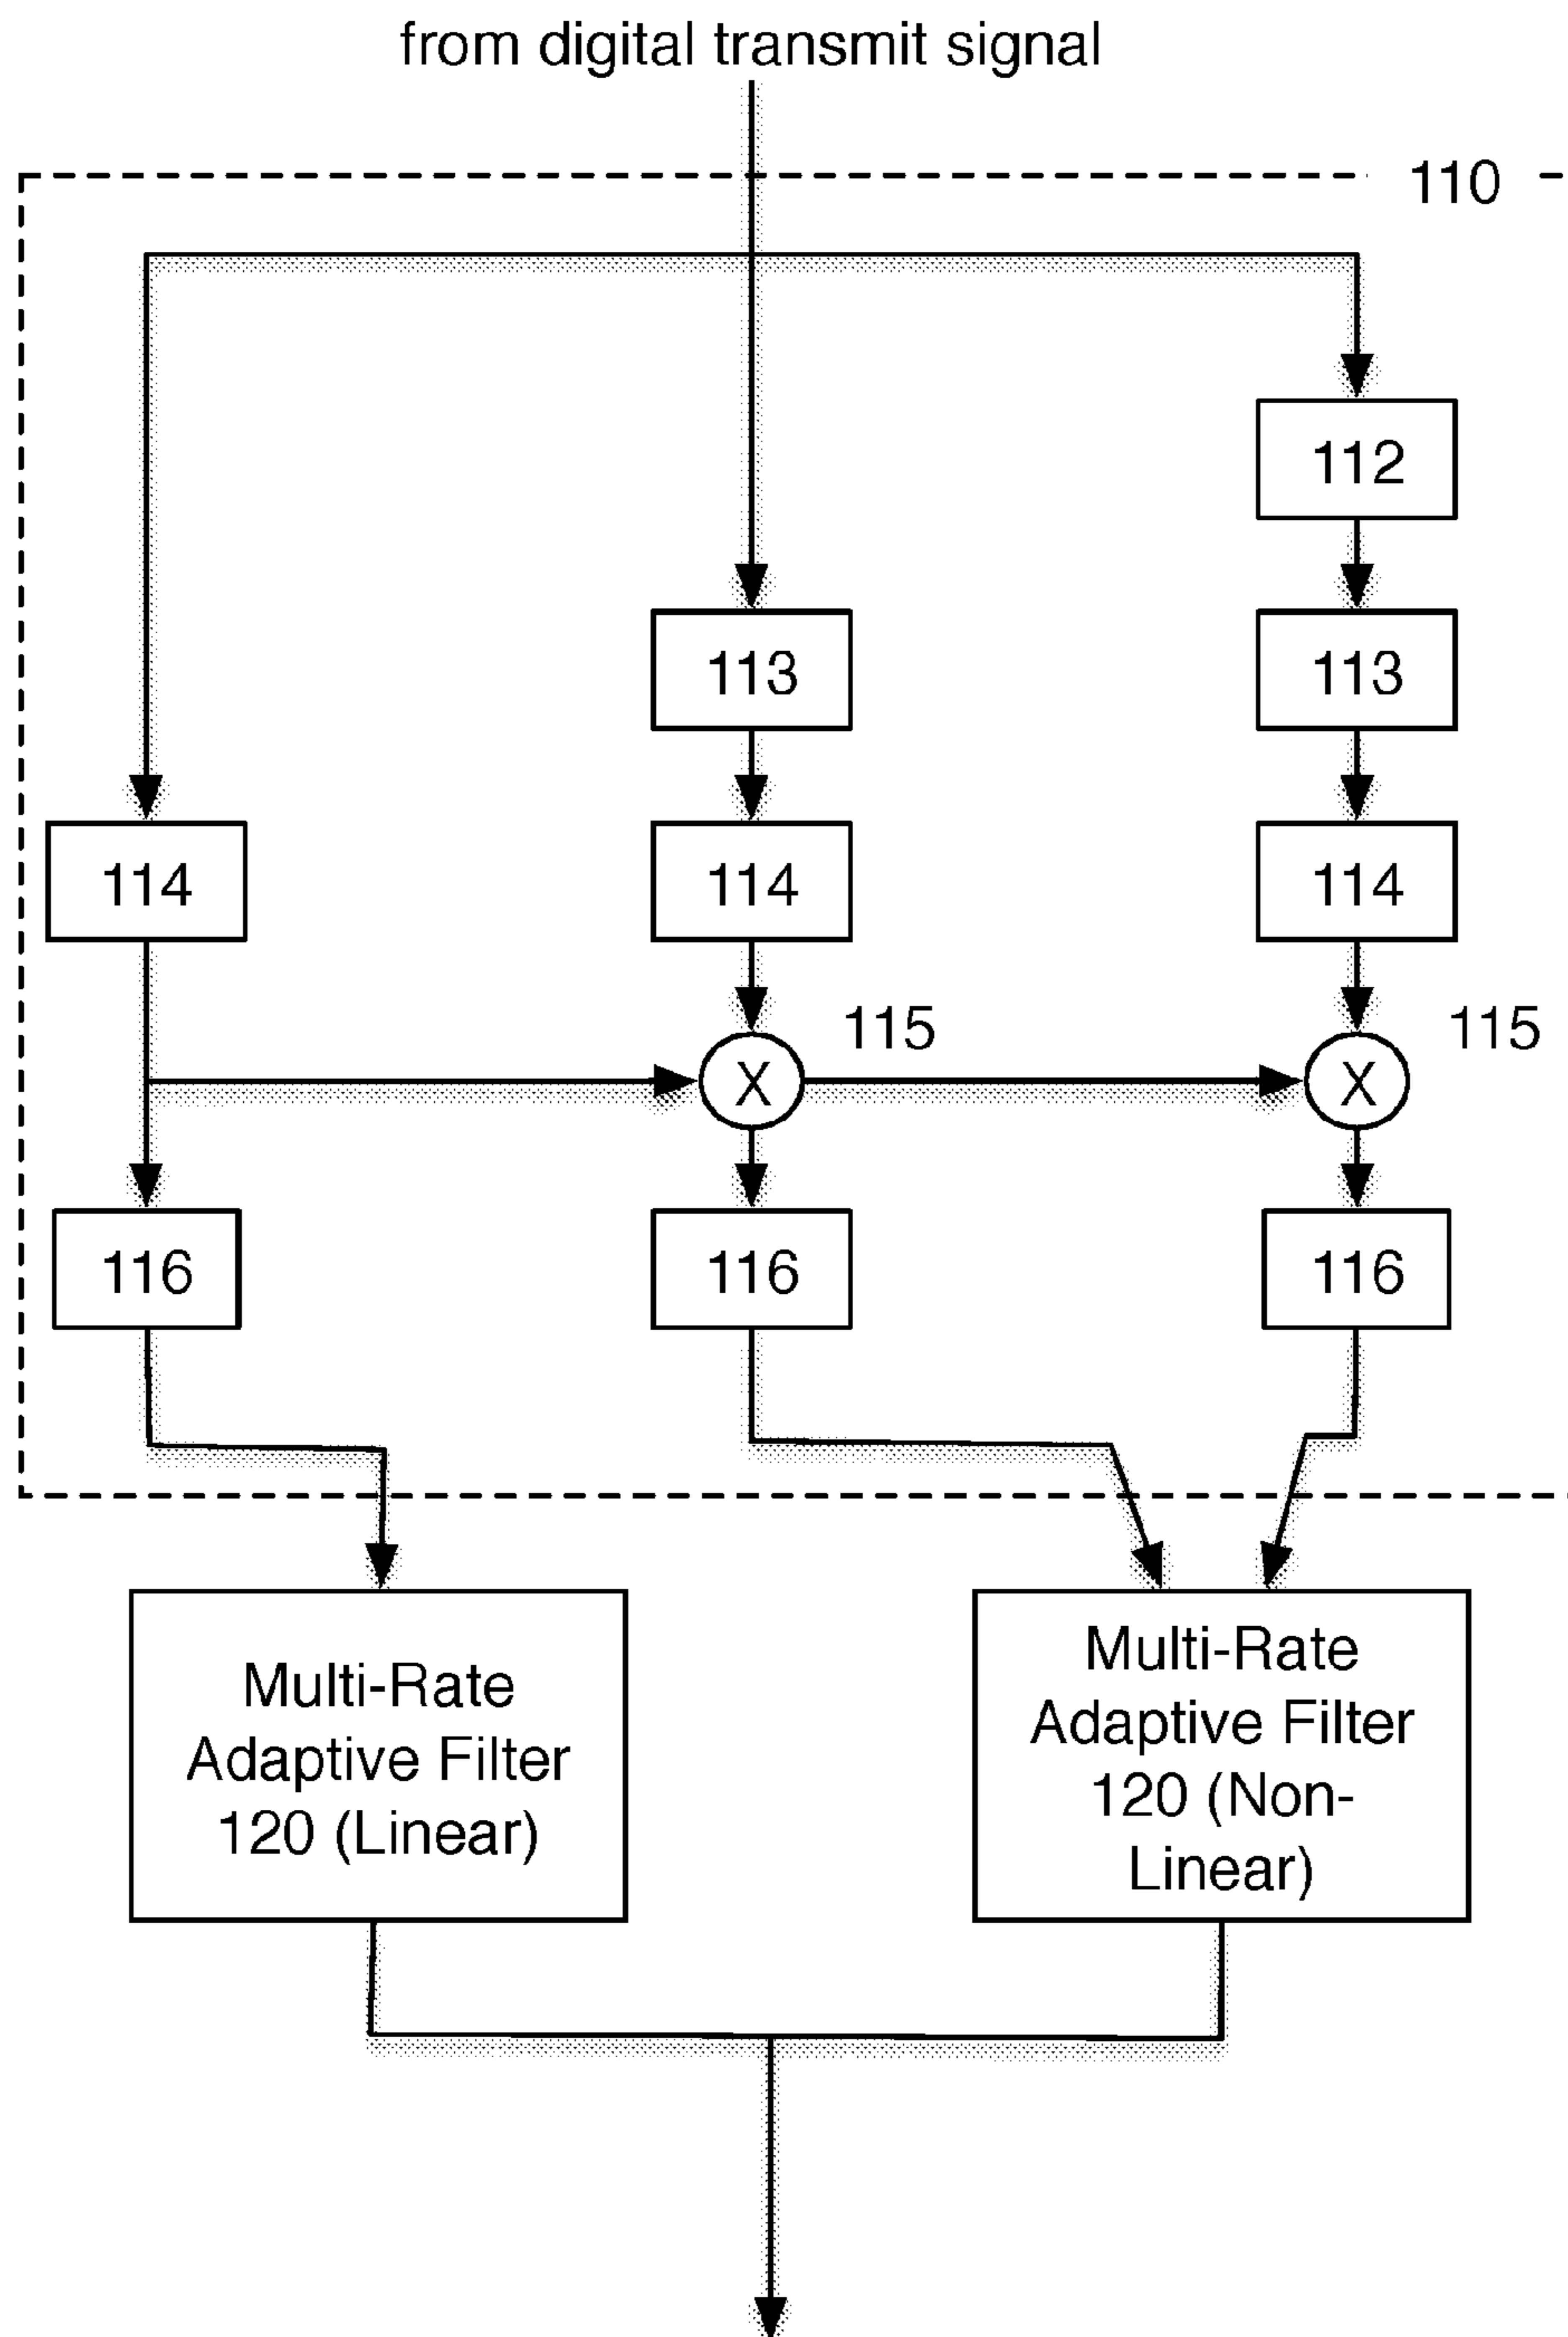 from digital transmit signal
110
112
113
113
114
114
114
115
115
X
X
116
116
116
Multi-Rate
Adaptive Filter
120 (Linear)
Multi-Rate
Adaptive Filter
120 (Non-
Linear)